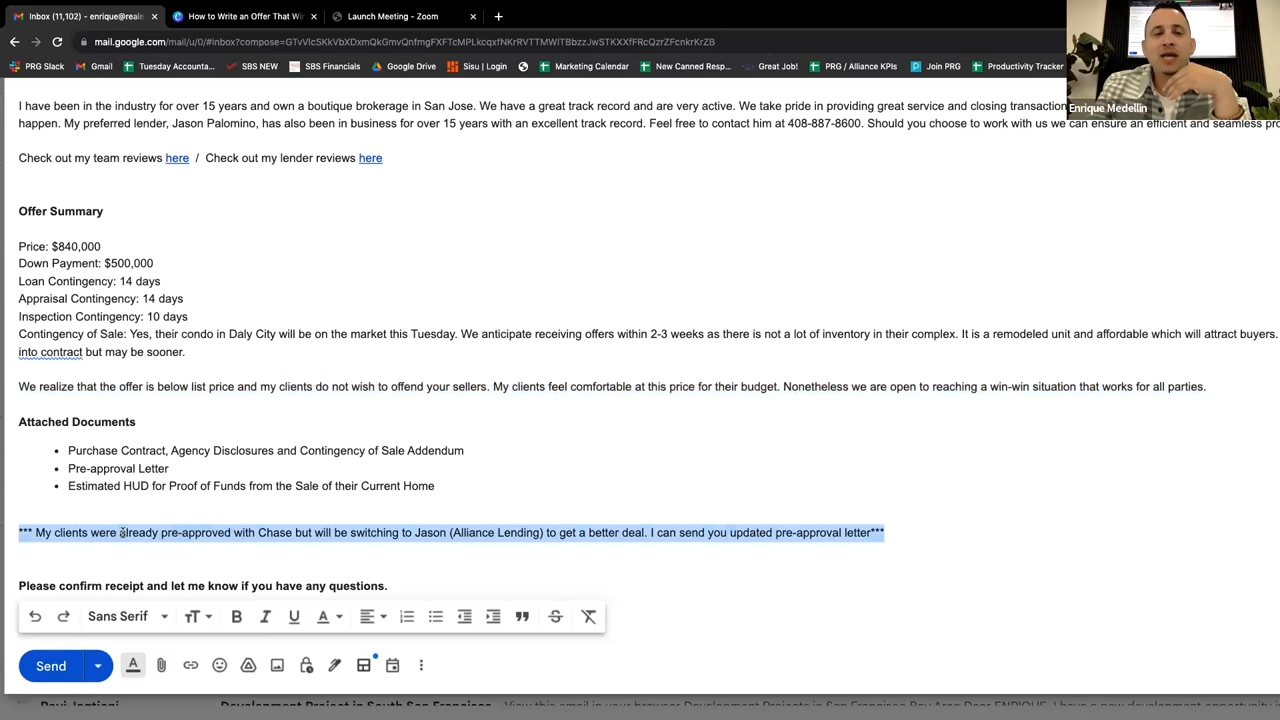 Inbox (11,102) - enrique@reale
How to Write an Offer That Wi
Launch Meeting - Zoom
mail.google.com/mail/u/0/#inbox?compose=
PRG Slack
Gmail
Tuesday Accounta...
SBS NEW
SBS Financials
Google Drive
Sign In | Loom
Marketing Calendar
New Camp Respo...
Great Job!
PRG / Alliance KPIs
Join PRG
Productivity Tracker
Enrique Medellin
I have been in the industry for over 15 years and own a boutique brokerage in San Jose. We have a great track record and are very active. We take pride in providing great service and closing transaction
happen. My preferred lender, Jason Palomino, has also been in business for over 15 years with an excellent track record. Feel free to contact him at 408-887-8600. Should you choose to work with us we can ensure an efficient and seamless pro
Check out my team reviews here / Check out my lender reviews here
Offer Summary
Price: $840,000
Down Payment: $500,000
Loan Contingency: 14 days
Appraisal Contingency: 14 days
Inspection Contingency: 10 days
Contingency of Sale: Yes, their condo in Daly City will be on the market this Tuesday. We anticipate receiving offers within 2-3 weeks as there is not a lot of inventory in their complex. It is a remodeled unit and affordable which will attract buyers.
into contract but may be sooner.
We realize that the offer is below list price and my clients do not wish to offend your sellers. My clients feel comfortable at this price for their budget. Nonetheless we are open to reaching a win-win situation that works for all parties.
Attached Documents
• Purchase Contract, Agency Disclosures and Contingency of Sale Addendum
• Pre-approval Letter
• Estimated HUD for Proof of Funds from the Sale of their Current Home
*** My clients were already pre-approved with Chase but will be switching to Jason (Alliance Lending) to get a better deal. I can send you updated pre-approval letter***
Please confirm receipt and let me know if you have any questions.
Sans Serif
Send